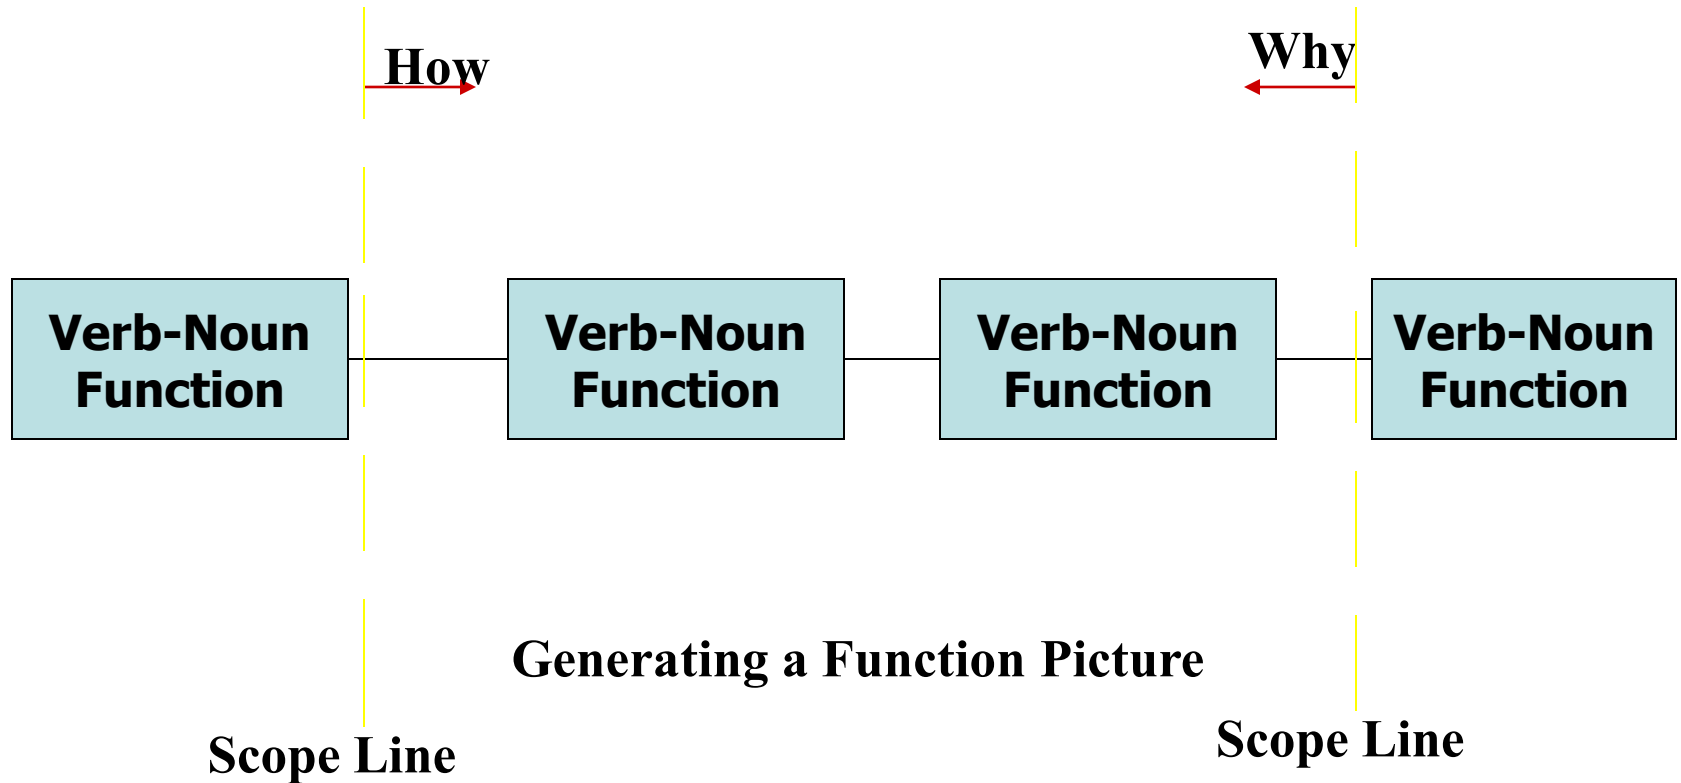 How
Why
Verb-Noun
Function
Verb-Noun
Function
Verb-Noun
Function
Verb-Noun
Function
Generating a Function Picture
Scope Line
Scope Line